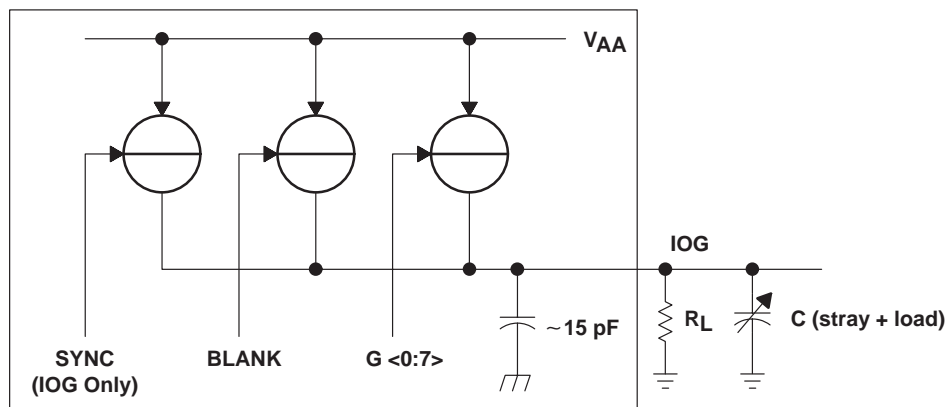 VAA
IOG
~15 pF
RL
C (stray + load)
SYNC
(IOG Only)
BLANK
G <0:7>